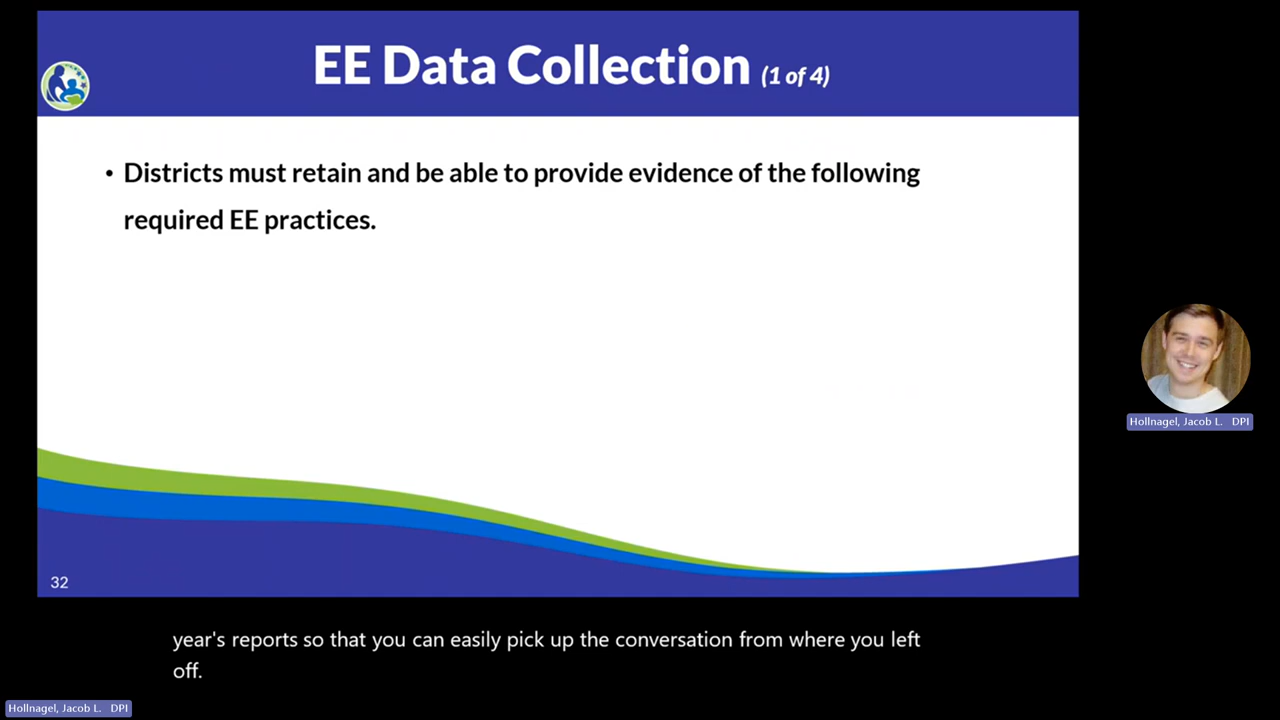 EE Data Collection (1 of 4)
• Districts must retain and be able to provide evidence of the following
required EE practices.
Hollnagel, Jacob L. DPI
32
year's reports so that you can easily pick up the conversation from where you left
off.
Hollnagel, Jacob L. DPI